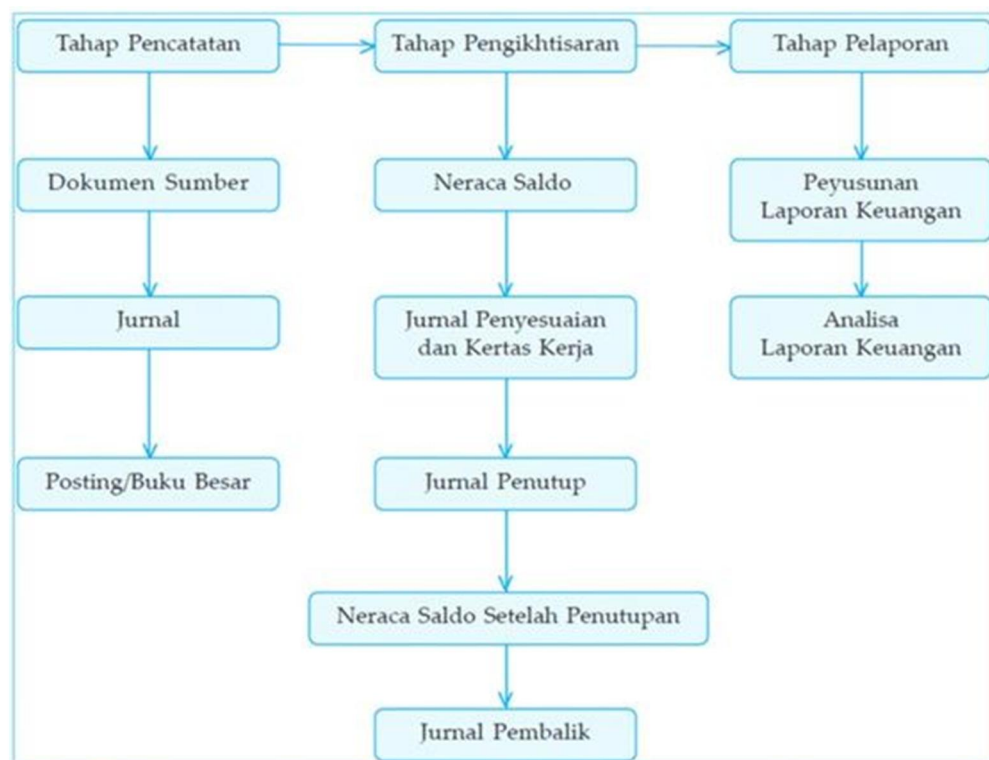 Tahap Pencatatan
Tahap Pengikhtisaran
Tahap Pelaporan
Dokumen Sumber
Neraca Saldo
Peyusunan
Laporan Keuangan
Jurnal
Jurnal Penyesuaian
dan Kertas Kerja
Analisa
Laporan Keuangan
Posting/Buku Besar
Jurnal Penutup
Neraca Saldo Setelah Penutupan
Jurnal Pembalik